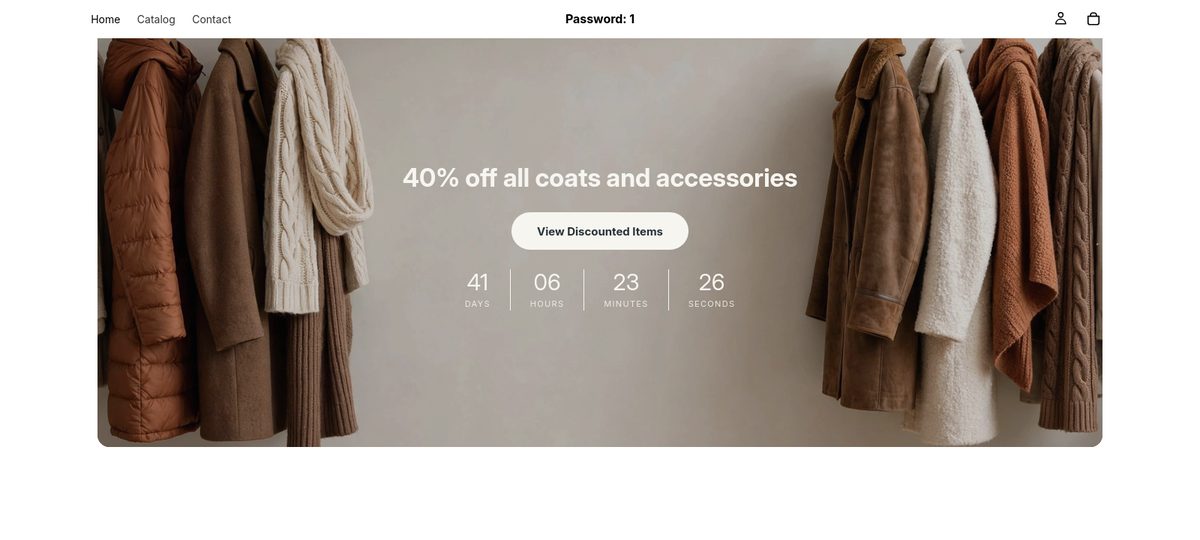 Home Catalog Contact Password: 1
40% off all coats and accessories
View Discounted Items
41 06 23 26
DAYS HOURS MINUTES SECONDS